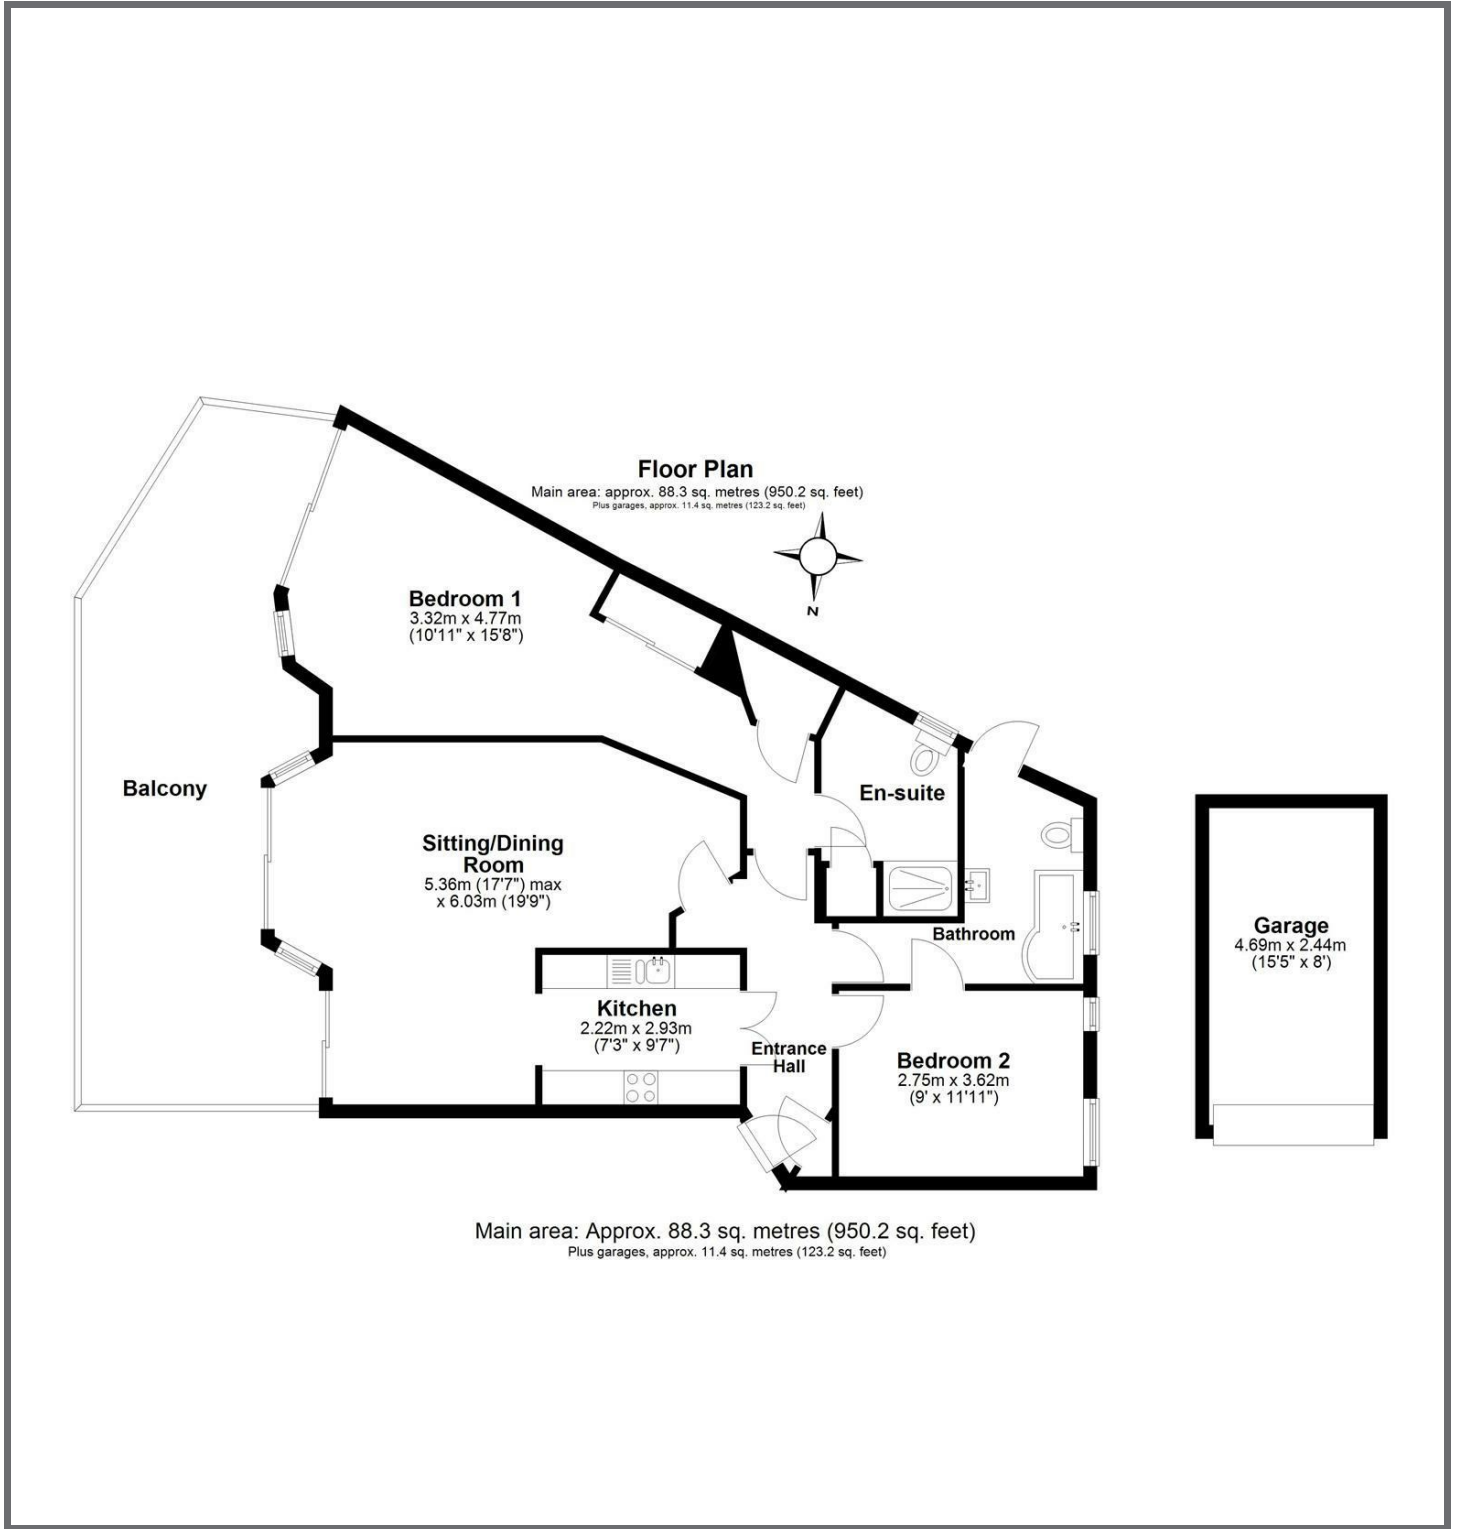 Floor Plan
Main area: approx. 88.3 sq. metres (950.2 sq. feet)
Plus garages, approx. 11.4 sq. metres (123.2 sq. feet)
N
Bedroom 1
3.32m x 4.77m
(10'11" x 15'8")
Balcony
En-suite
Sitting/Dining
Room
5.36m (17'7") max
x 6.03m (19'9")
Bathroom
Garage
4.69m x 2.44m
(15'5" x 8')
Kitchen
2.22m x 2.93m
(7'3" x 9'7")
Entrance
Hall
Bedroom 2
2.75m x 3.62m
(9' x 11'11")
Main area: Approx. 88.3 sq. metres (950.2 sq. feet)
Plus garages, approx. 11.4 sq. metres (123.2 sq. feet)